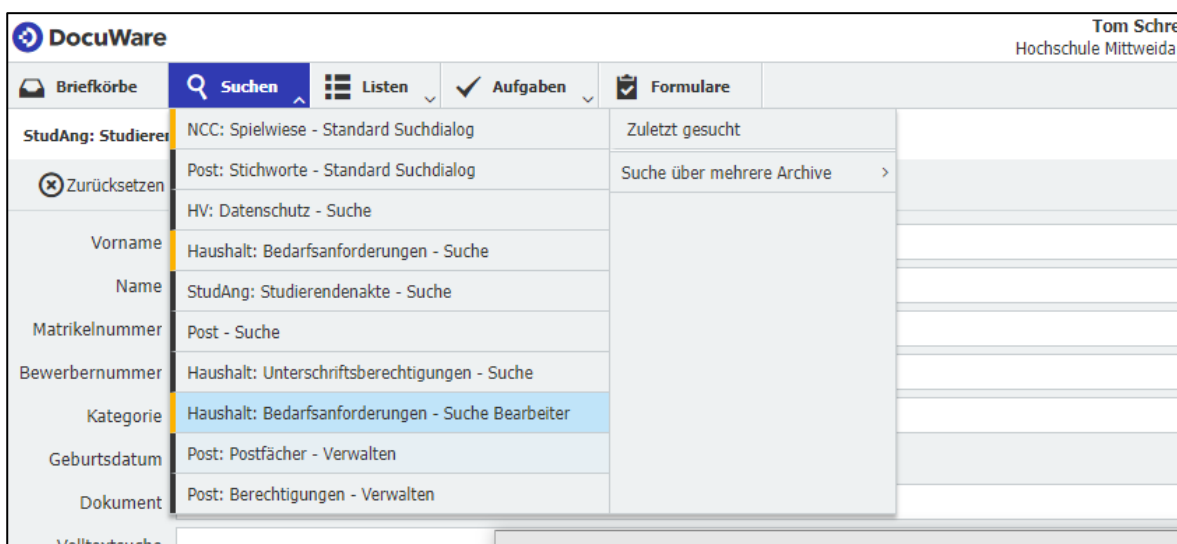 DocuWare
Tom Schre
Hochschule Mittweida
Briefkörbe Suchen Listen Aufgaben Formulare
StudAng: Studierer
Zurücksetzen
Vorname
Name
Matrikelnummer
Bewerbernummer
Kategorie
Geburtsdatum
Dokument
Volltextsuche
NCC: Spielwiese - Standard Suchdialog
Post: Stichworte - Standard Suchdialog
HV: Datenschutz - Suche
Haushalt: Bedarfsanforderungen - Suche
StudAng: Studierendenakte - Suche
Post - Suche
Haushalt: Unterschriftsberechtigungen - Suche
Haushalt: Bedarfsanforderungen - Suche Bearbeiter
Post: Postfächer - Verwalten
Post: Berechtigungen - Verwalten
Zuletzt gesucht
Suche über mehrere Archive